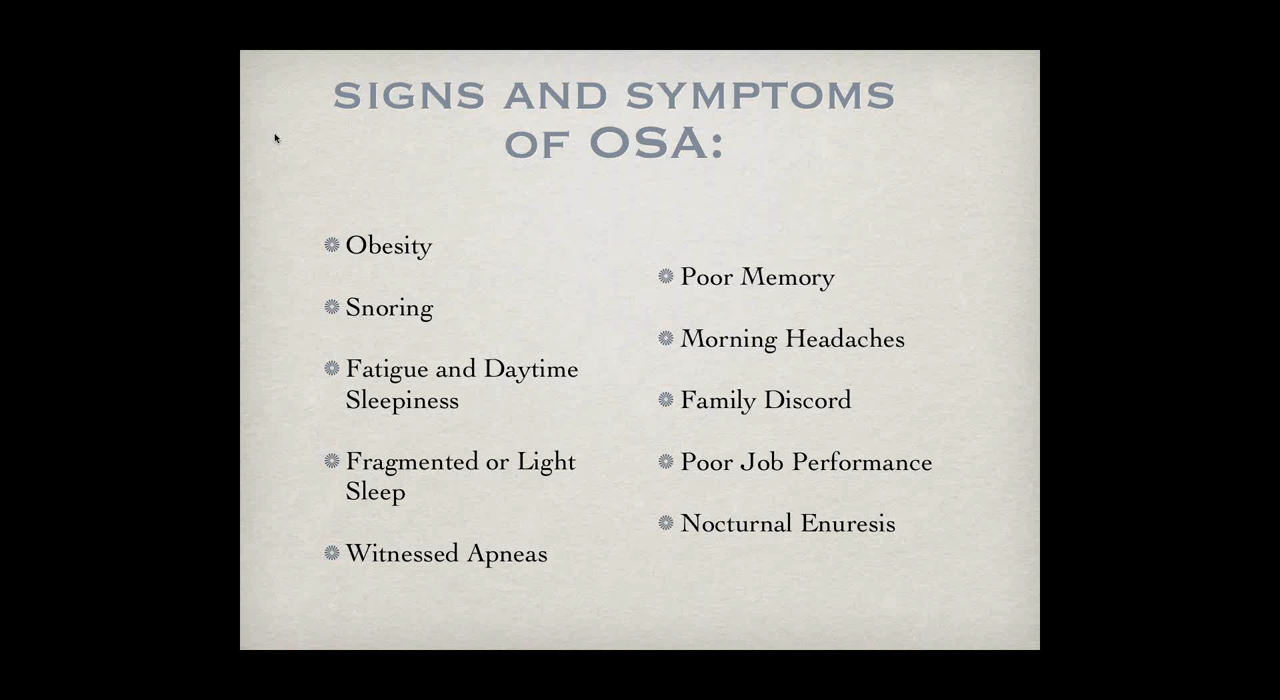 SIGNS AND SYMPTOMS
OF OSA:
Obesity
Snoring
Fatigue and Daytime
Sleepiness
Fragmented or Light
Sleep
Witnessed Apneas
Poor Memory
Morning Headaches
Family Discord
Poor Job Performance
Nocturnal Enuresis